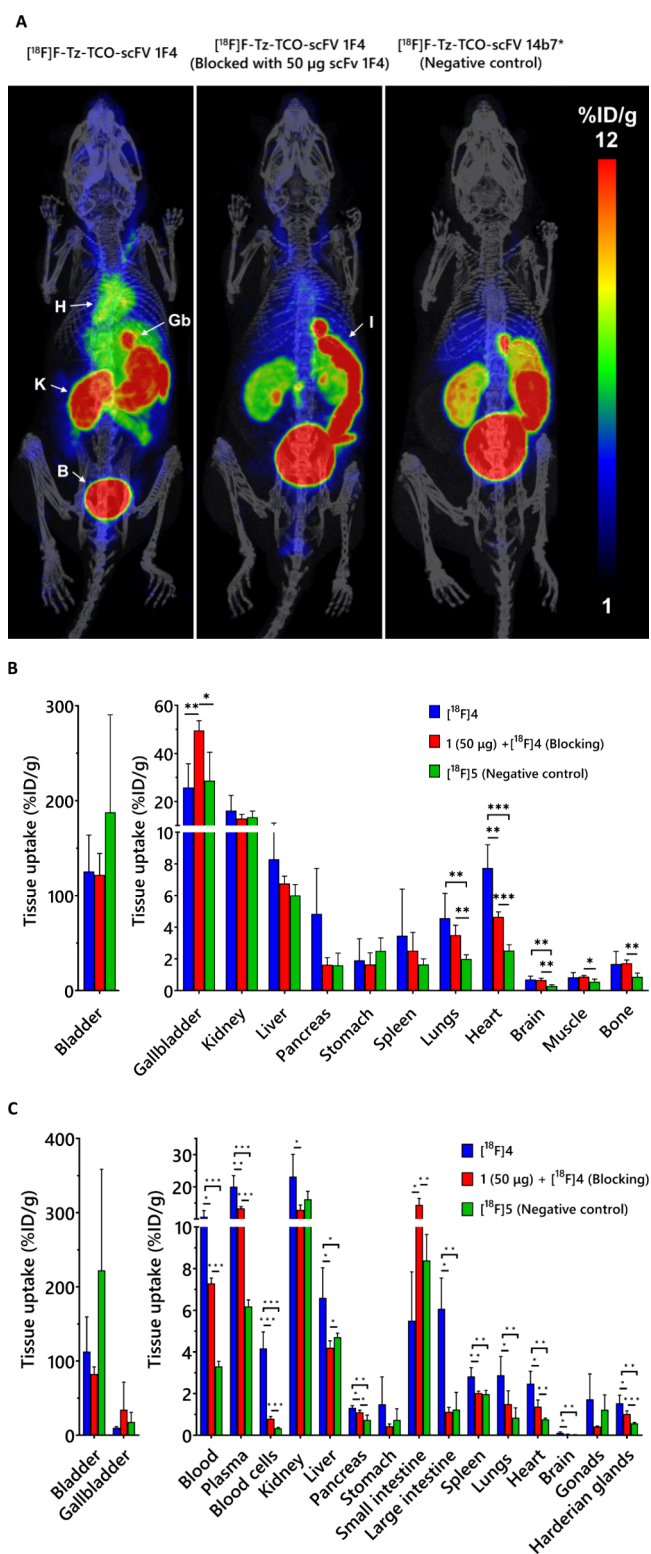 A
[¹⁸F]F-Tz-TCO-scFV 1F4
[¹⁸F]F-Tz-TCO-scFV 1F4
(Blocked with 50 µg scFv 1F4)
[¹⁸F]F-Tz-TCO-scFV 14b7*
(Negative control)
%ID/g
12
H
Gb
I
K
B
1
B
300
200
100
0
Tissue uptake (%ID/g)
Bladder
60
40
20
10
8
6
4
2
0
Tissue uptake (%ID/g)
** *
[¹⁸F]4
1 (50 µg) +[¹⁸F]4 (Blocking)
[¹⁸F]5 (Negative control)
**
**
***
**
***
**
**
*
**
Gallbladder
Kidney
Liver
Pancreas
Stomach
Spleen
Lungs
Heart
Brain
Muscle
Bone
C
400
300
200
100
0
Tissue uptake (%ID/g)
Bladder
Gallbladder
30
20
10
8
6
4
2
0
Tissue uptake (%ID/g)
[¹⁸F]4
1 (50 µg) + [¹⁸F]4 (Blocking)
[¹⁸F]5 (Negative control)
Blood
Plasma
Blood cells
Kidney
Liver
Pancreas
Stomach
Small intestine
Large intestine
Spleen
Lungs
Heart
Brain
Gonads
Harderian glands